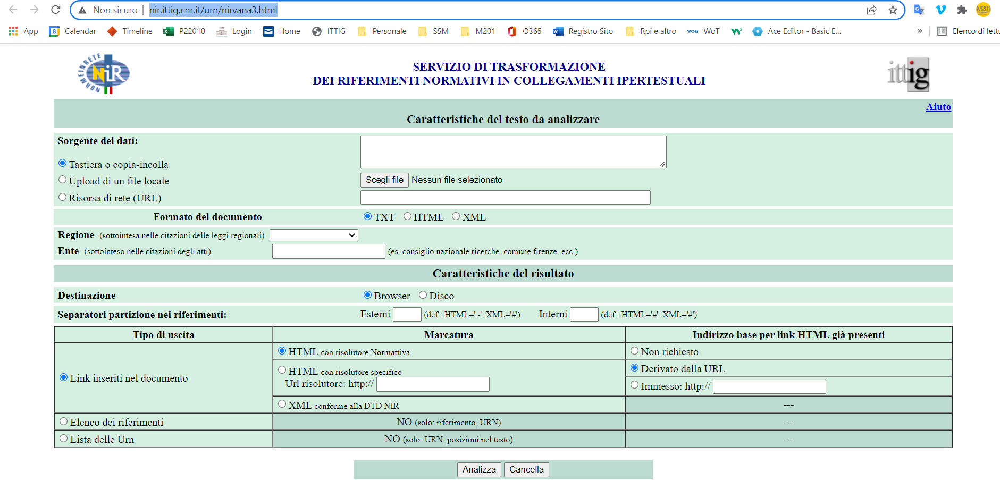 Non sicuro | nir.ittig.cnr.it/urn/nirvana3.html
App Calendar Timeline P22010 Login Home ITTIG Personale SSM M201 O365 Registro Sito Rpi e altro WoT Ace Editor - Basic E... » Elenco di lettu
NORMEINRETE NiR
SERVIZIO DI TRASFORMAZIONE
DEI RIFERIMENTI NORMATIVI IN COLLEGAMENTI IPERTESTUALI
ittig
Aiuto
Caratteristiche del testo da analizzare
Sorgente dei dati:
Tastiera o copia-incolla
Upload di un file locale Scegli file Nessun file selezionato
Risorsa di rete (URL)
Formato del documento TXT HTML XML
Regione (sottointesa nelle citazioni delle leggi regionali)
Ente (sottointeso nelle citazioni degli atti) (es. consiglio.nazionale.ricerche, comune.firenze, ecc.)
Caratteristiche del risultato
Destinazione Browser Disco
Separatori partizione nei riferimenti: Esterni (def.: HTML='~', XML='#') Interni (def.: HTML='#', XML='#')
Tipo di uscita Marcatura Indirizzo base per link HTML già presenti
Link inseriti nel documento
HTML con risolutore Normattiva
Non richiesto
HTML con risolutore specifico
Url risolutore: http://
Derivato dalla URL
Immesso: http://
XML conforme alla DTD NIR ---
Elenco dei riferimenti NO (solo: riferimento, URN) ---
Lista delle Urn NO (solo: URN, posizioni nel testo) ---
Analizza Cancella